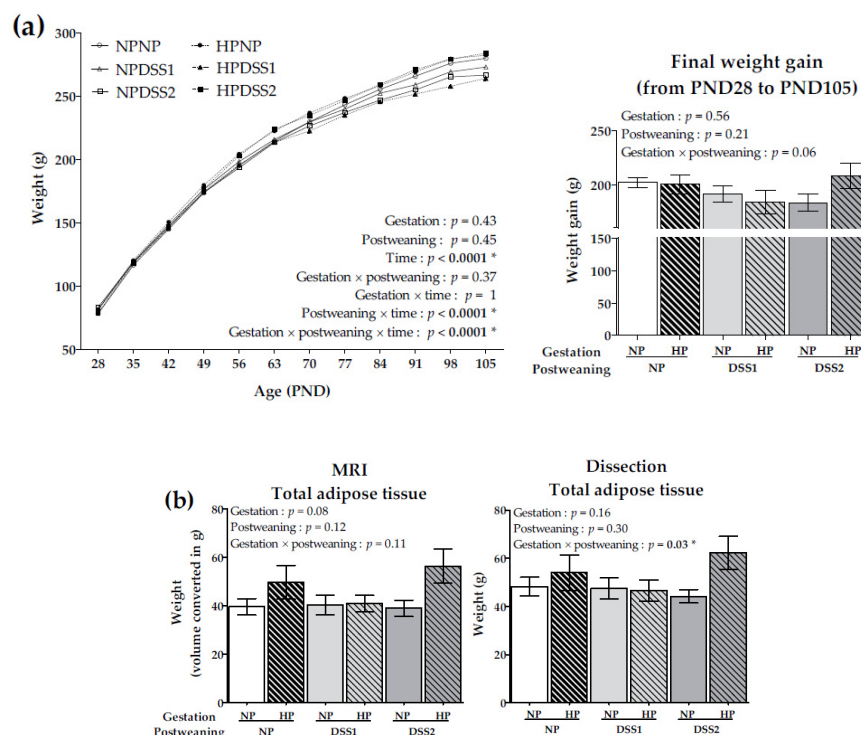 (a)
300
250
200
150
100
50
Weight (g)
NPNP
HPNP
NPDSS1
HPDSS1
NPDSS2
HPDSS2
Gestation : p = 0.43
Postweaning : p = 0.45
Time : p < 0.0001 *
Gestation × postweaning : p = 0.37
Gestation × time : p = 1
Postweaning × time : p < 0.0001 *
Gestation × postweaning × time : p < 0.0001 *
28 35 42 49 56 63 70 77 84 91 98 105
Age (PND)
Final weight gain
(from PND28 to PND105)
Gestation : p = 0.56
Postweaning : p = 0.21
Gestation × postweaning : p = 0.06
250
200
150
100
50
0
Weight gain (g)
Gestation NP HP NP HP NP HP
Postweaning NP DSS1 DSS2
(b)
MRI
Total adipose tissue
Gestation : p = 0.08
Postweaning : p = 0.12
Gestation × postweaning : p = 0.11
80
60
40
20
0
Weight
(volume converted in g)
Gestation NP HP NP HP NP HP
Postweaning NP DSS1 DSS2
Dissection
Total adipose tissue
Gestation : p = 0.16
Postweaning : p = 0.30
Gestation × postweaning : p = 0.03 *
80
60
40
20
0
Weight (g)
NP HP NP HP NP HP
NP DSS1 DSS2